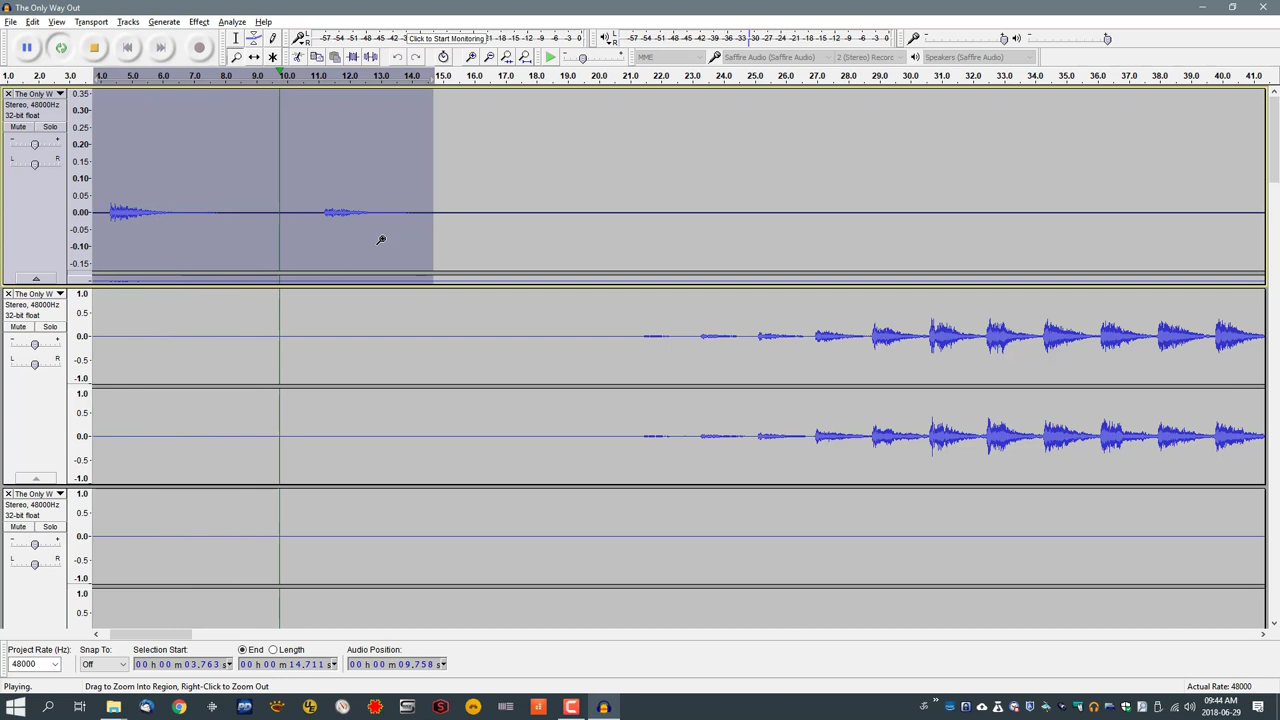 The Only Way Out
File Edit View Transport Tracks Generate Effect Analyze Help
L R -57 -54 -51 -48 -45 -42 Click to Start Monitoring -18 -15 -12 -9 -6 -3 0
L R -57 -54 -51 -48 -45 -42 -39 -36 -33 -30 -27 -24 -21 -18 -15 -12 -9 -6 -3 0
MME Saffire Audio (Saffire Audio) 2 (Stereo) Recor Speakers (Saffire Audio)
1.0 2.0 3.0 4.0 5.0 6.0 7.0 8.0 9.0 10.0 11.0 12.0 13.0 14.0 15.0 16.0 17.0 18.0 19.0 20.0 21.0 22.0 23.0 24.0 25.0 26.0 27.0 28.0 29.0 30.0 31.0 32.0 33.0 34.0 35.0 36.0 37.0 38.0 39.0 40.0 41.0
The Only W
Stereo, 48000Hz
32-bit float
Mute Solo
- +
L R
0.35
0.30
0.25
0.20
0.15
0.10
0.05
0.00
-0.05
-0.10
-0.15
The Only W
Stereo, 48000Hz
32-bit float
Mute Solo
- +
L R
1.0
0.5
0.0
-0.5
-1.0
1.0
0.5
0.0
-0.5
-1.0
The Only W
Stereo, 48000Hz
32-bit float
Mute Solo
- +
L R
1.0
0.5
0.0
-0.5
-1.0
1.0
0.5
Project Rate (Hz): Snap To: Selection Start: End Length Audio Position:
48000 Off 00 h 00 m 03.763 s 00 h 00 m 14.711 s 00 h 00 m 09.758 s
Playing. Drag to Zoom Into Region, Right-Click to Zoom Out Actual Rate: 48000
09:44 AM
2018-06-29